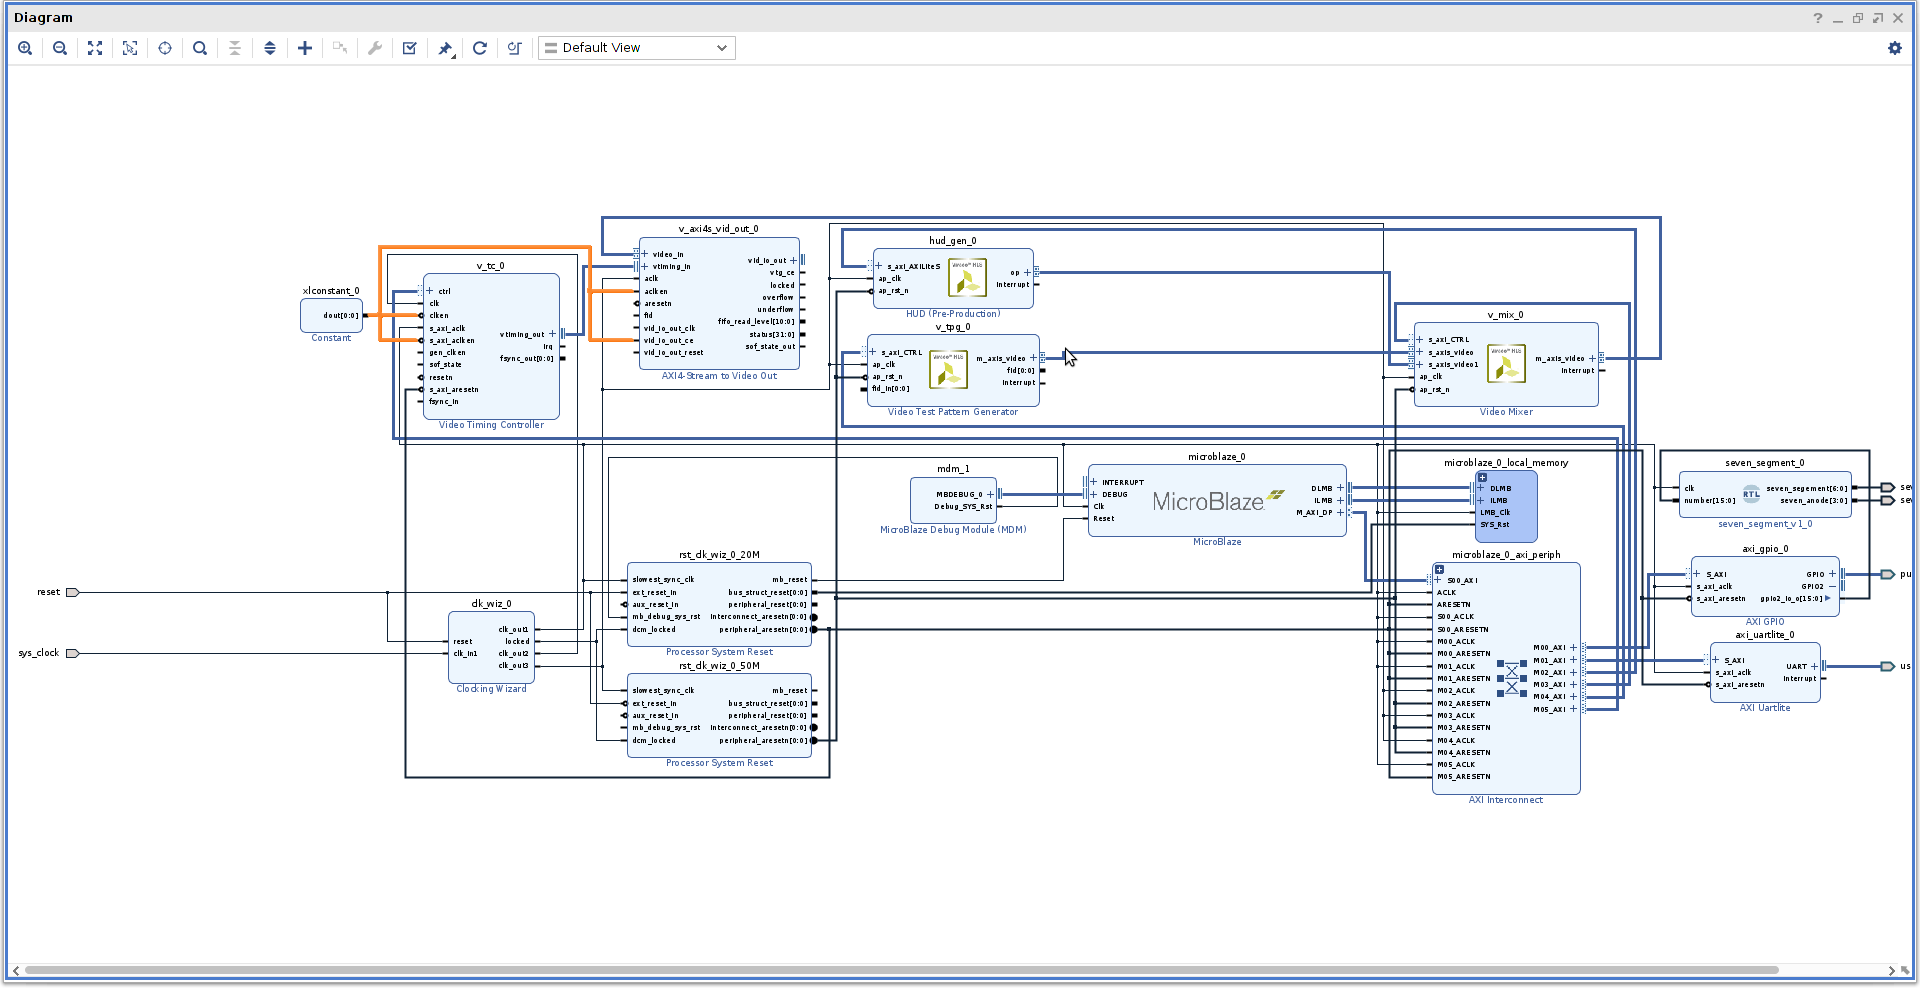 Diagram
Default View
xlconstant_0
dout[0:0]
Constant
v_tc_0
ctrl
clk
clken
s_axi_aclk
s_axi_aclken
gen_clken
sof_state
resetn
s_axi_aresetn
fsync_in
vtiming_out
irq
fsync_out[0:0]
Video Timing Controller
v_axi4s_vid_out_0
video_in
vtiming_in
aclk
aclken
aresetn
fid
vid_io_out_clk
vid_io_out_ce
vid_io_out_reset
vid_io_out
vtg_ce
locked
overflow
underflow
fifo_read_level[10:0]
status[31:0]
sof_state_out
AXI4-Stream to Video Out
hud_gen_0
s_axi_AXILiteS
ap_clk
ap_rst_n
Vivado™ HLS
op
interrupt
HUD (Pre-Production)
v_tpg_0
s_axi_CTRL
ap_clk
ap_rst_n
fid_in[0:0]
Vivado™ HLS
m_axis_video
fid[0:0]
interrupt
Video Test Pattern Generator
v_mix_0
s_axi_CTRL
s_axis_video
s_axis_video1
ap_clk
ap_rst_n
Vivado™ HLS
m_axis_video
interrupt
Video Mixer
mdm_1
MBDEBUG_0
Debug_SYS_Rst
MicroBlaze Debug Module (MDM)
microblaze_0
INTERRUPT
DEBUG
Clk
Reset
MicroBlaze
DLMB
ILMB
M_AXI_DP
MicroBlaze
microblaze_0_local_memory
DLMB
ILMB
LMB_Clk
SYS_Rst
seven_segment_0
clk
number[15:0]
RTL
seven_segment[6:0]
seven_anode[3:0]
seven_segment_v1_0
axi_gpio_0
S_AXI
s_axi_aclk
s_axi_aresetn
GPIO
GPIO2
gpio2_io_o[15:0]
AXI GPIO
axi_uartlite_0
S_AXI
s_axi_aclk
s_axi_aresetn
UART
interrupt
AXI Uartlite
pu
us
reset
sys_clock
clk_wiz_0
reset
clk_in1
clk_out1
locked
clk_out2
clk_out3
Clocking Wizard
rst_clk_wiz_0_20M
slowest_sync_clk
ext_reset_in
aux_reset_in
mb_debug_sys_rst
dcm_locked
mb_reset
bus_struct_reset[0:0]
peripheral_reset[0:0]
interconnect_aresetn[0:0]
peripheral_aresetn[0:0]
Processor System Reset
rst_clk_wiz_0_50M
slowest_sync_clk
ext_reset_in
aux_reset_in
mb_debug_sys_rst
dcm_locked
mb_reset
bus_struct_reset[0:0]
peripheral_reset[0:0]
interconnect_aresetn[0:0]
peripheral_aresetn[0:0]
Processor System Reset
microblaze_0_axi_periph
S00_AXI
ACLK
ARESETN
S00_ACLK
S00_ARESETN
M00_ACLK
M00_ARESETN
M01_ACLK
M01_ARESETN
M02_ACLK
M02_ARESETN
M03_ACLK
M03_ARESETN
M04_ACLK
M04_ARESETN
M05_ACLK
M05_ARESETN
M00_AXI
M01_AXI
M02_AXI
M03_AXI
M04_AXI
M05_AXI
AXI Interconnect